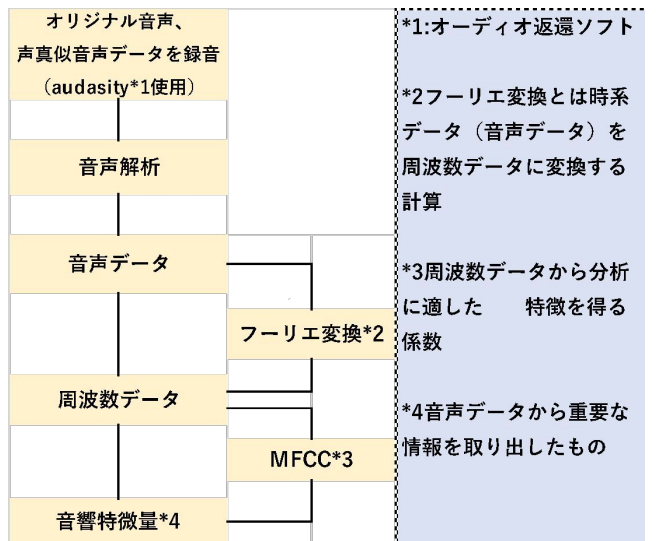 オリジナル音声、
声真似音声データを録音
（audasity*1使用）
音声解析
音声データ
フーリエ変換*2
周波数データ
MFCC*3
音響特微量*4
*1:オーディオ返還ソフト
*2フーリエ変換とは時系
データ（音声データ）を
周波数データに変換する
計算
*3周波数データから分析
に適した　　特徴を得る
係数
*4音声データから重要な
情報を取り出したもの